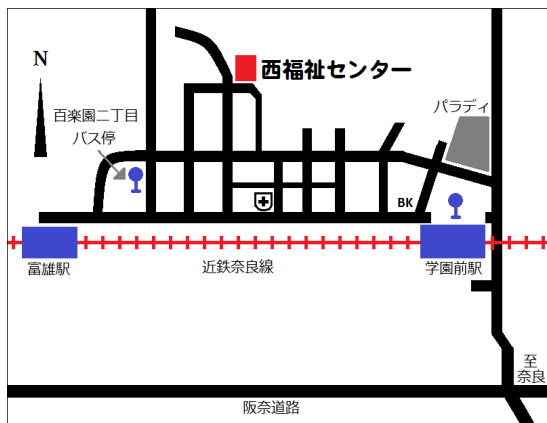 N
西福祉センター
百楽園二丁目
バス停
パラディ
BK
富雄駅
近鉄奈良線
学園前駅
至
奈良
阪奈道路